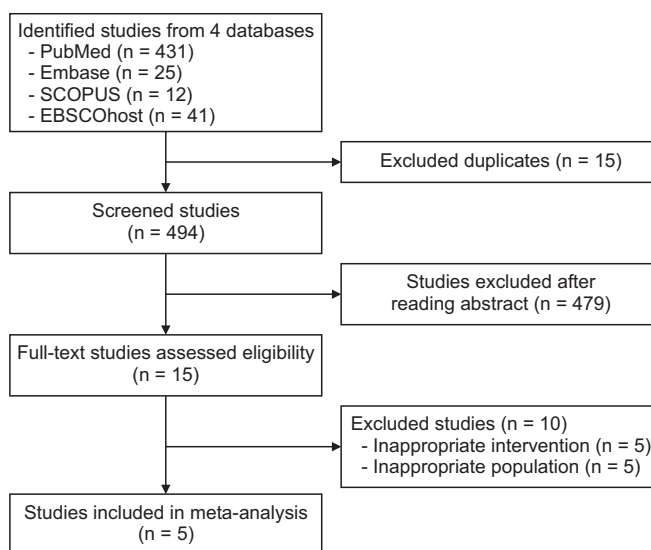 Identified studies from 4 databases
- PubMed (n = 431)
- Embase (n = 25)
- SCOPUS (n = 12)
- EBSCOhost (n = 41)
Excluded duplicates (n = 15)
Screened studies
(n = 494)
Studies excluded after
reading abstract (n = 479)
Full-text studies assessed eligibility
(n = 15)
Excluded studies (n = 10)
- Inappropriate intervention (n = 5)
- Inappropriate population (n = 5)
Studies included in meta-analysis
(n = 5)